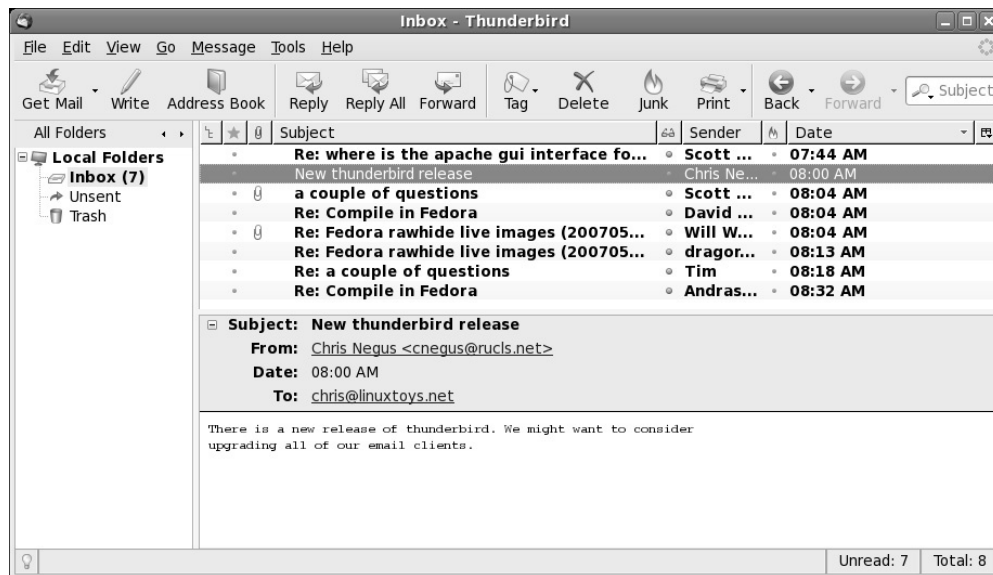 Inbox - Thunderbird
File Edit View Go Message Tools Help
Get Mail Write Address Book Reply Reply All Forward Tag Delete Junk Print Back Forward Subject
All Folders Subject Sender Date
Local Folders
Inbox (7)
Unsent
Trash
Re: where is the apache gui interface fo... Scott ... 07:44 AM
New thunderbird release Chris Ne... 08:00 AM
a couple of questions Scott ... 08:04 AM
Re: Compile in Fedora David ... 08:04 AM
Re: Fedora rawhide live images (200705... Will W... 08:04 AM
Re: Fedora rawhide live images (200705... dragor... 08:13 AM
Re: a couple of questions Tim 08:18 AM
Re: Compile in Fedora Andras... 08:32 AM
Subject: New thunderbird release
From: Chris Negus <cnegus@rucls.net>
Date: 08:00 AM
To: chris@linuxtoys.net
There is a new release of thunderbird. We might want to consider
upgrading all of our email clients.
Unread: 7 Total: 8